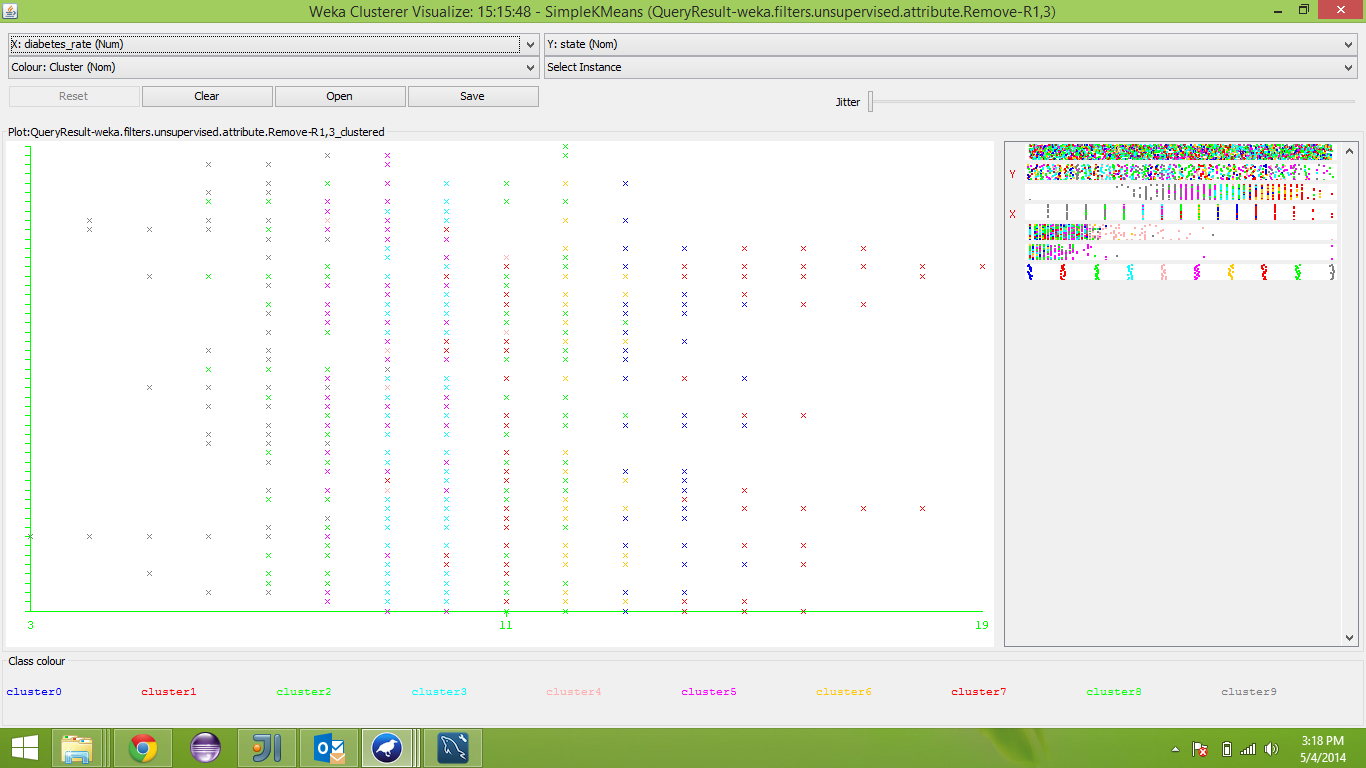 Weka Clusterer Visualize: 15:15:48 - SimpleKMeans (QueryResult-weka.filters.unsupervised.attribute.Remove-R1,3)
X: diabetes_rate (Num) Y: state (Nom)
Colour: Cluster (Nom) Select Instance
Reset Clear Open Save Jitter
Plot:QueryResult-weka.filters.unsupervised.attribute.Remove-R1,3_clustered
Y
X
3 11 19
Class colour
cluster0 cluster1 cluster2 cluster3 cluster4 cluster5 cluster6 cluster7 cluster8 cluster9
3:18 PM
5/4/2014